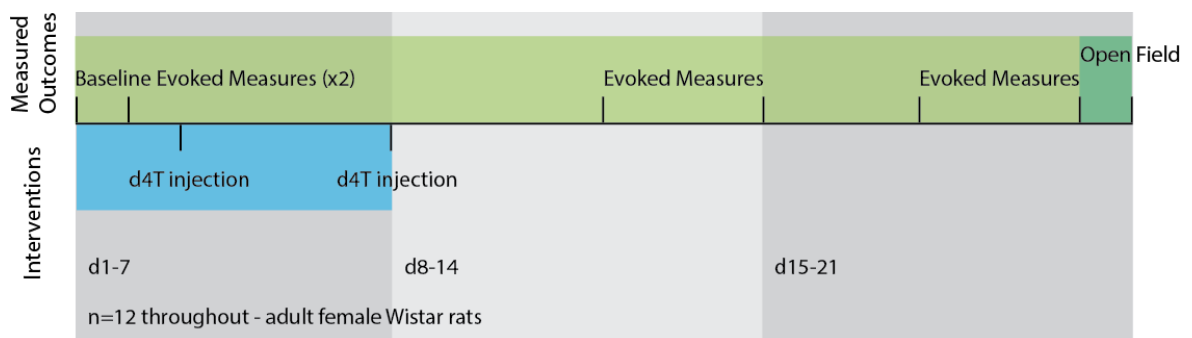 Measured
Outcomes
Baseline Evoked Measures (x2)
Evoked Measures
Evoked Measures
Open Field
Interventions
d4T injection
d4T injection
d1-7
d8-14
d15-21
n=12 throughout - adult female Wistar rats